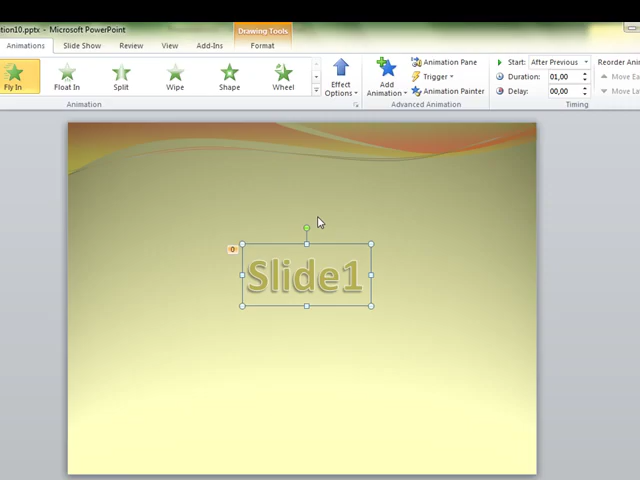 tion10.pptx - Microsoft PowerPoint
Drawing Tools
Animations Slide Show Review View Add-Ins Format
Fly In Float In Split Wipe Shape Wheel
Effect Options
Add Animation
Animation Pane
Trigger
Animation Painter
Start: After Previous
Duration: 01,00
Delay: 00,00
Reorder Anim
Move Ea
Move La
Animation Advanced Animation Timing
0
Slide1